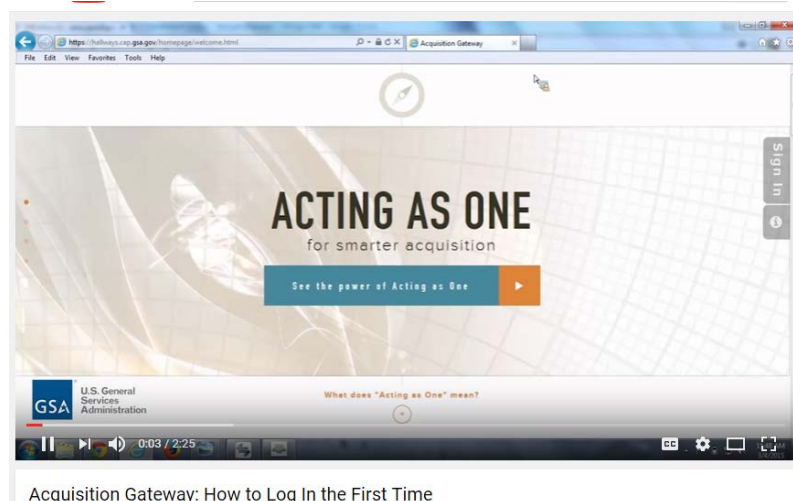 https://hallways.cap.gsa.gov/homepage/welcome.html
Acquisition Gateway
File Edit View Favorites Tools Help
Sign In
ACTING AS ONE
for smarter acquisition
See the power of Acting as One
GSA
U.S. General
Services
Administration
What does "Acting as One" mean?
0:03 / 2:25
CC
Acquisition Gateway: How to Log In the First Time